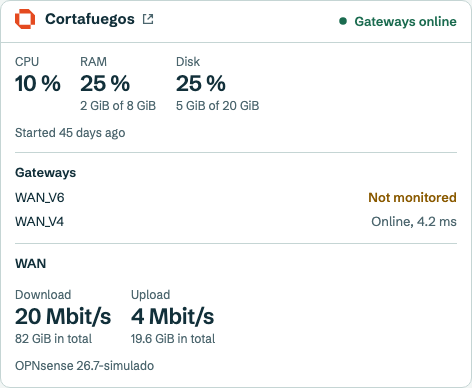 Cortafuegos
Gateways online
CPU RAM Disk
10 % 25 % 25 %
2 GiB of 8 GiB 5 GiB of 20 GiB
Started 45 days ago
Gateways
WAN_V6 Not monitored
WAN_V4 Online, 4.2 ms
WAN
Download Upload
20 Mbit/s 4 Mbit/s
82 GiB in total 19.6 GiB in total
OPNsense 26.7-simulado